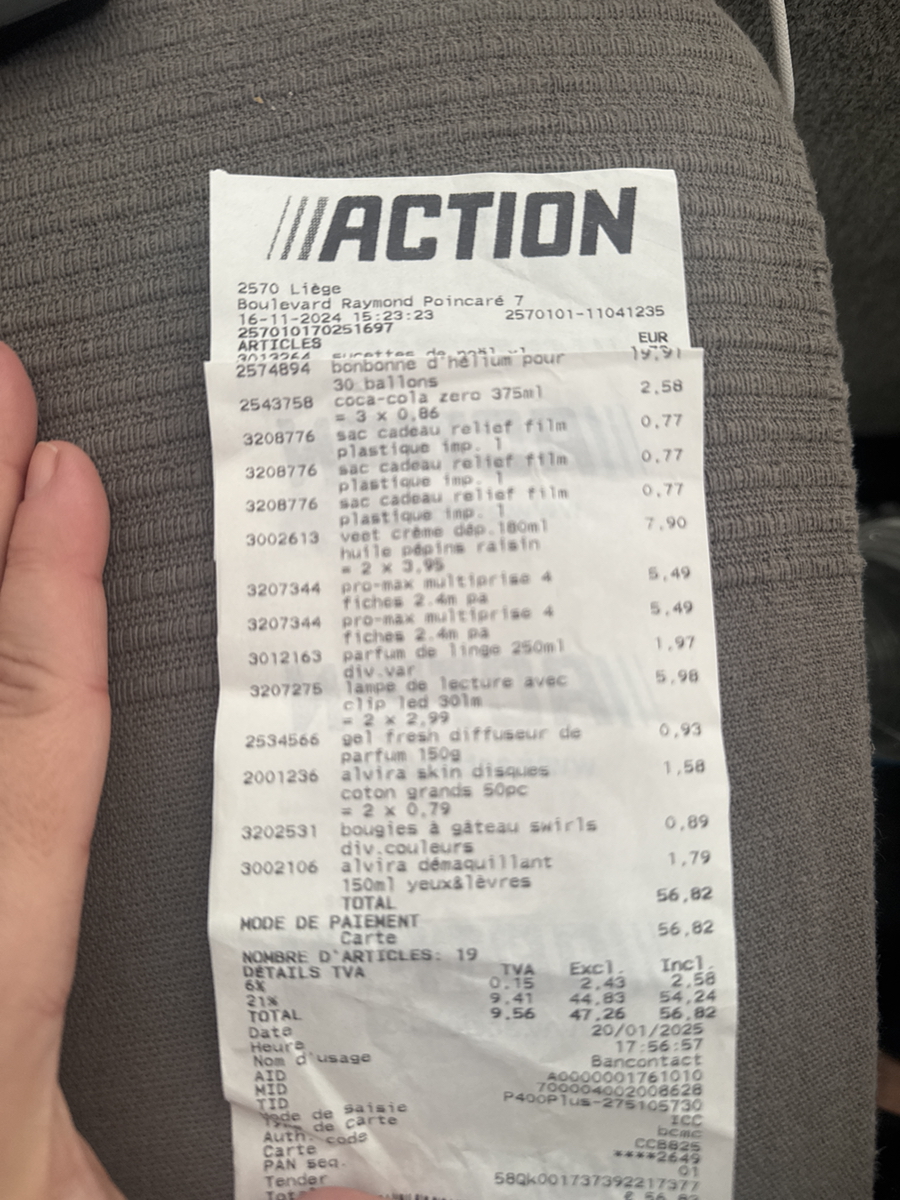 ACTION
2570 Liège
Boulevard Raymond Poincaré 7
16-11-2024 15:23:23 2570101-11041235
257010170251697
ARTICLES EUR
3013264 sucettes de noël
2574894 bonbonne d'hélium pour 19,91
30 ballons
2543758 coca-cola zero 375ml 2,58
= 3 x 0,86
3208776 sac cadeau relief film 0,77
plastique imp. 1
3208776 sac cadeau relief film 0,77
plastique imp. 1
3208776 sac cadeau relief film 0,77
plastique imp. 1
3002613 veet crème dép.180ml 7,90
huile pépins raisin
= 2 x 3,95
3207344 pro-max multiprise 4 5,49
fiches 2.4m pa
3207344 pro-max multiprise 4 5,49
fiches 2.4m pa
3012163 parfum de linge 250ml 1,97
div.var
3207275 lampe de lecture avec 5,98
clip led 30lm
= 2 x 2,99
2534566 gel fresh diffuseur de 0,93
parfum 150g
2001236 alvira skin disques 1,58
coton grands 50pc
= 2 x 0,79
3202531 bougies à gâteau swirls 0,89
div.couleurs
3002106 alvira démaquillant 1,79
150ml yeux&lèvres
TOTAL 56,82
MODE DE PAIEMENT
Carte 56,82
NOMBRE D'ARTICLES: 19
DÉTAILS TVA TVA Excl. Incl.
6% 0.15 2.43 2.58
21% 9.41 44.83 54.24
TOTAL 9.56 47.26 56.82
Date 20/01/2025
Heure 17:56:57
Nom d'usage Bancontact
AID A0000001761010
MID 700004002008628
TID P400Plus-275105730
Mode de saisie ICC
Type de carte bcmc
Auth. code CC8825
Carte ****2649
PAN seq. 01
Tender 58Qk001737392217377
€ 56,82